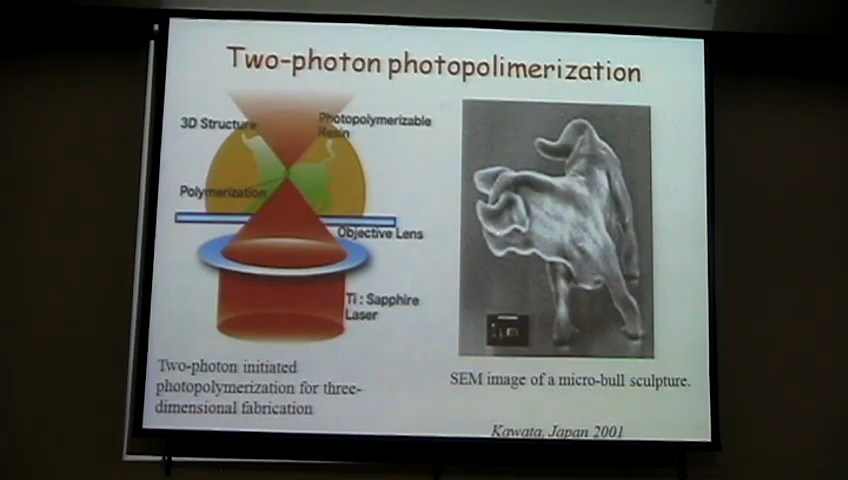 Two-photon photopolimerization
3D Structure
Photopolymerizable
Resin
Polymerization
Objective Lens
Ti : Sapphire
Laser
Two-photon initiated
photopolymerization for three-
dimensional fabrication
SEM image of a micro-bull sculpture.
Kawata, Japan 2001